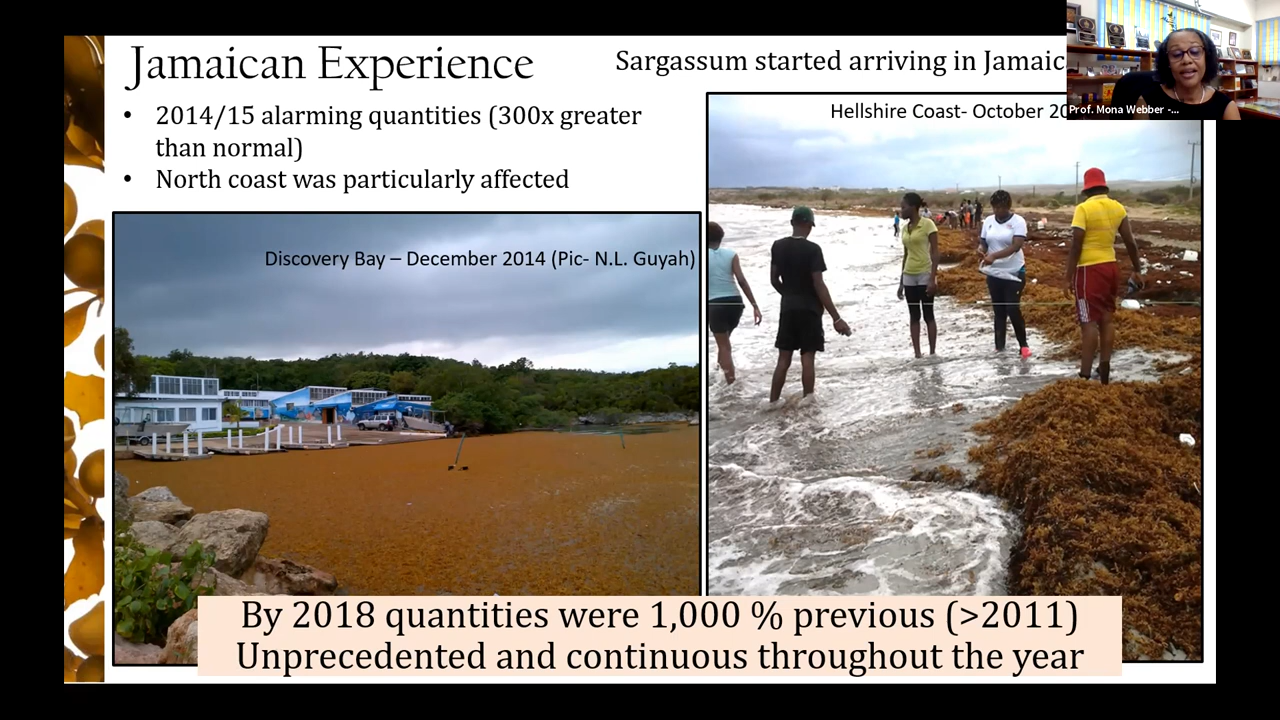 Jamaican Experience
Sargassum started arriving in Jamaic
• 2014/15 alarming quantities (300x greater
than normal)
• North coast was particularly affected
Hellshire Coast- October 20
Prof. Mona Webber -...
Discovery Bay – December 2014 (Pic- N.L. Guyah)
By 2018 quantities were 1,000 % previous (>2011)
Unprecedented and continuous throughout the year